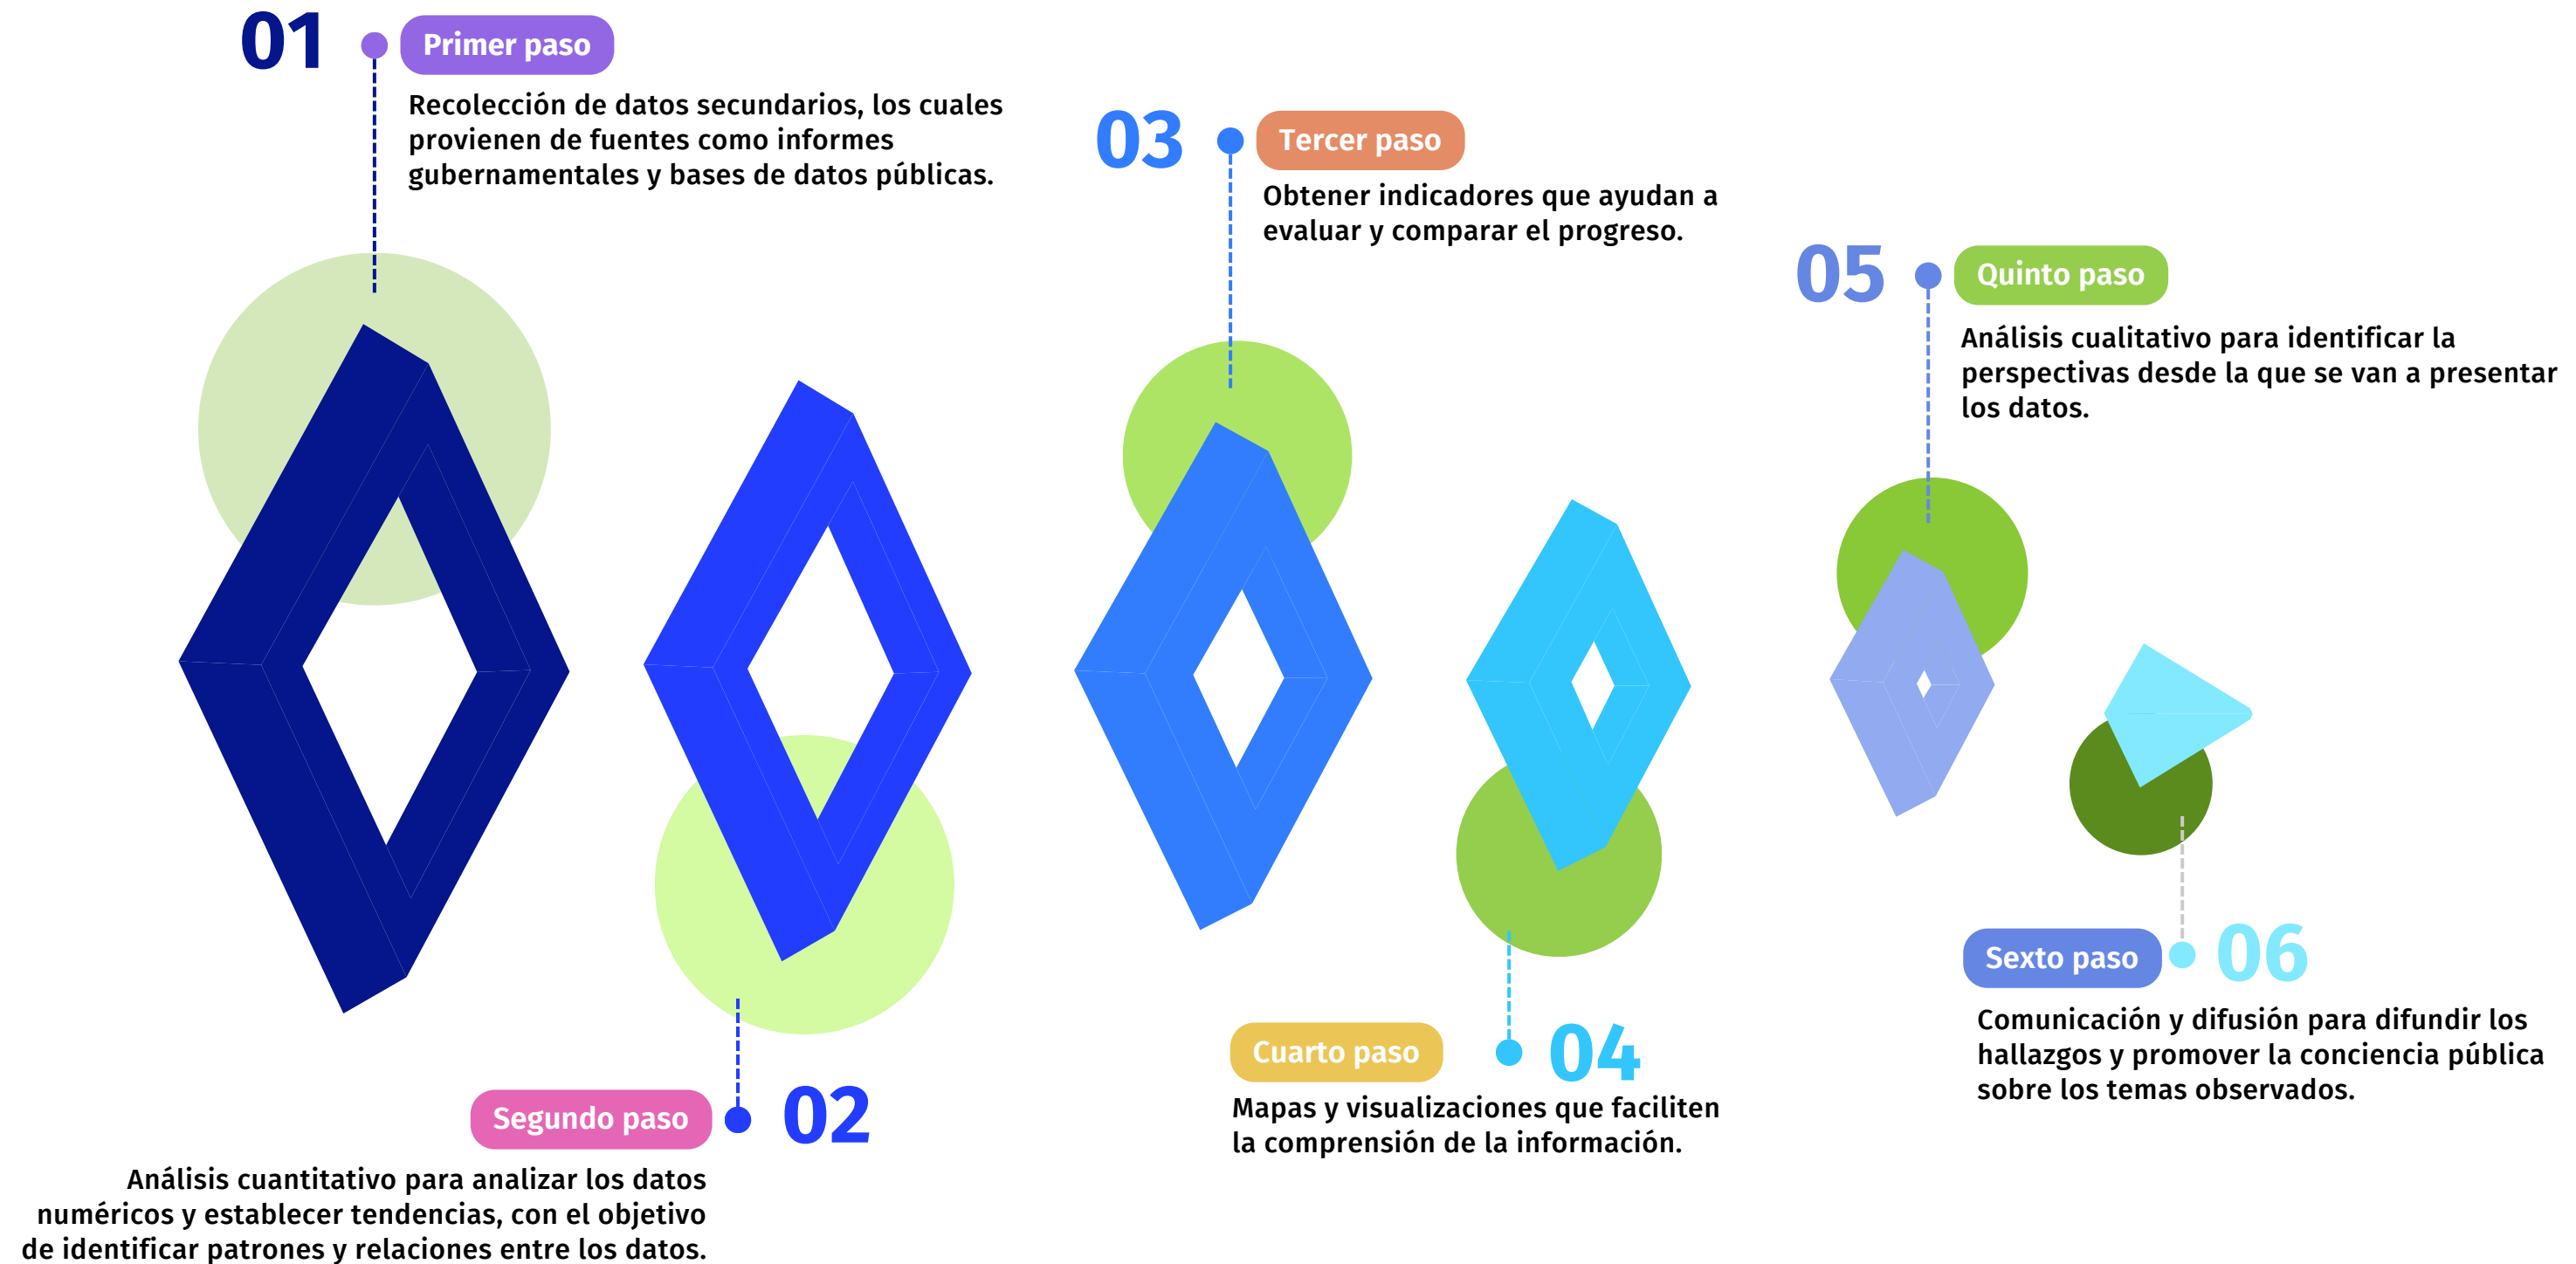 01
Primer paso
Recolección de datos secundarios, los cuales
provienen de fuentes como informes
gubernamentales y bases de datos públicas.
02
Segundo paso
Análisis cuantitativo para analizar los datos
numéricos y establecer tendencias, con el objetivo
de identificar patrones y relaciones entre los datos.
03
Tercer paso
Obtener indicadores que ayudan a
evaluar y comparar el progreso.
04
Cuarto paso
Mapas y visualizaciones que faciliten
la comprensión de la información.
05
Quinto paso
Análisis cualitativo para identificar la
perspectivas desde la que se van a presentar
los datos.
06
Sexto paso
Comunicación y difusión para difundir los
hallazgos y promover la conciencia pública
sobre los temas observados.